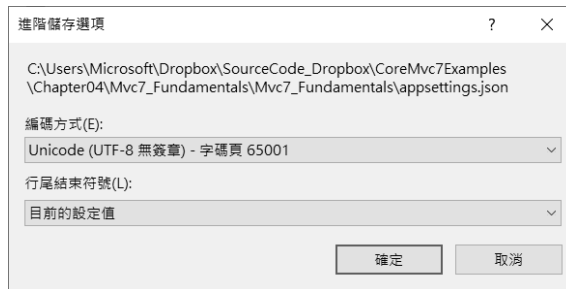 進階儲存選項
?
C:\Users\Microsoft\Dropbox\SourceCode_Dropbox\CoreMvc7Examples
\Chapter04\Mvc7_Fundamentals\Mvc7_Fundamentals\appsettings.json
編碼方式(E):
Unicode (UTF-8 無簽章) - 字碼頁 65001
行尾結束符號(L):
目前的設定值
確定 取消